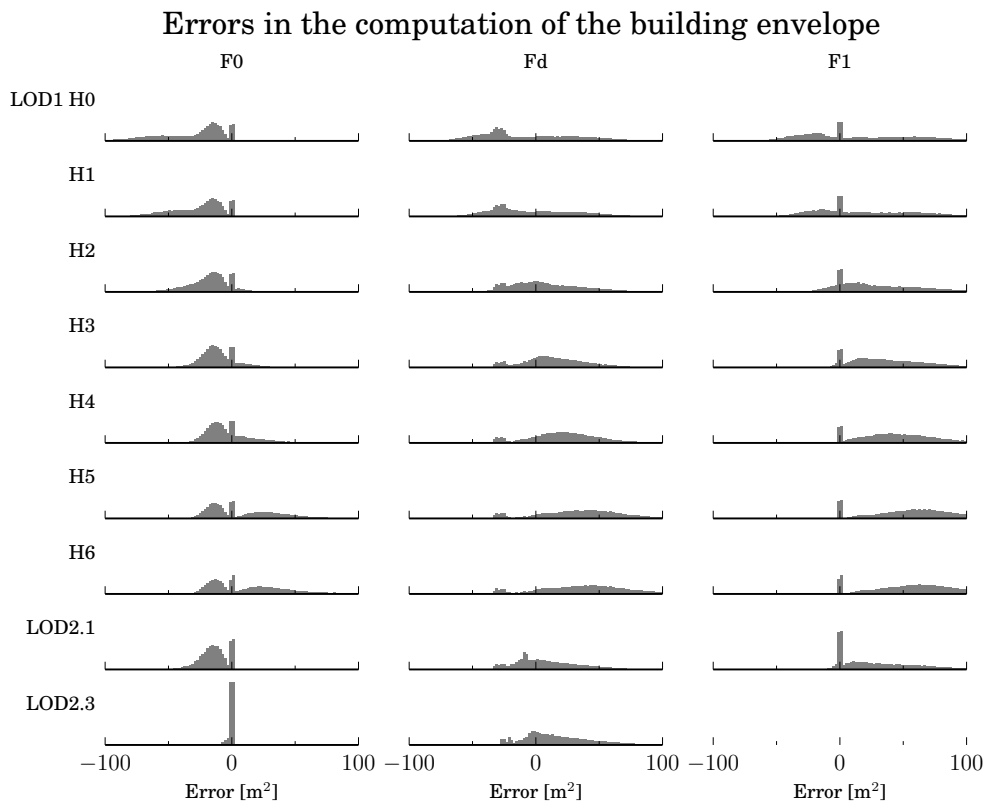 Errors in the computation of the building envelope
F0 Fd F1
LOD1 H0
H1
H2
H3
H4
H5
H6
LOD2.1
LOD2.3
−100 0 100 −100 0 100 −100 0 100
Error [m²] Error [m²] Error [m²]